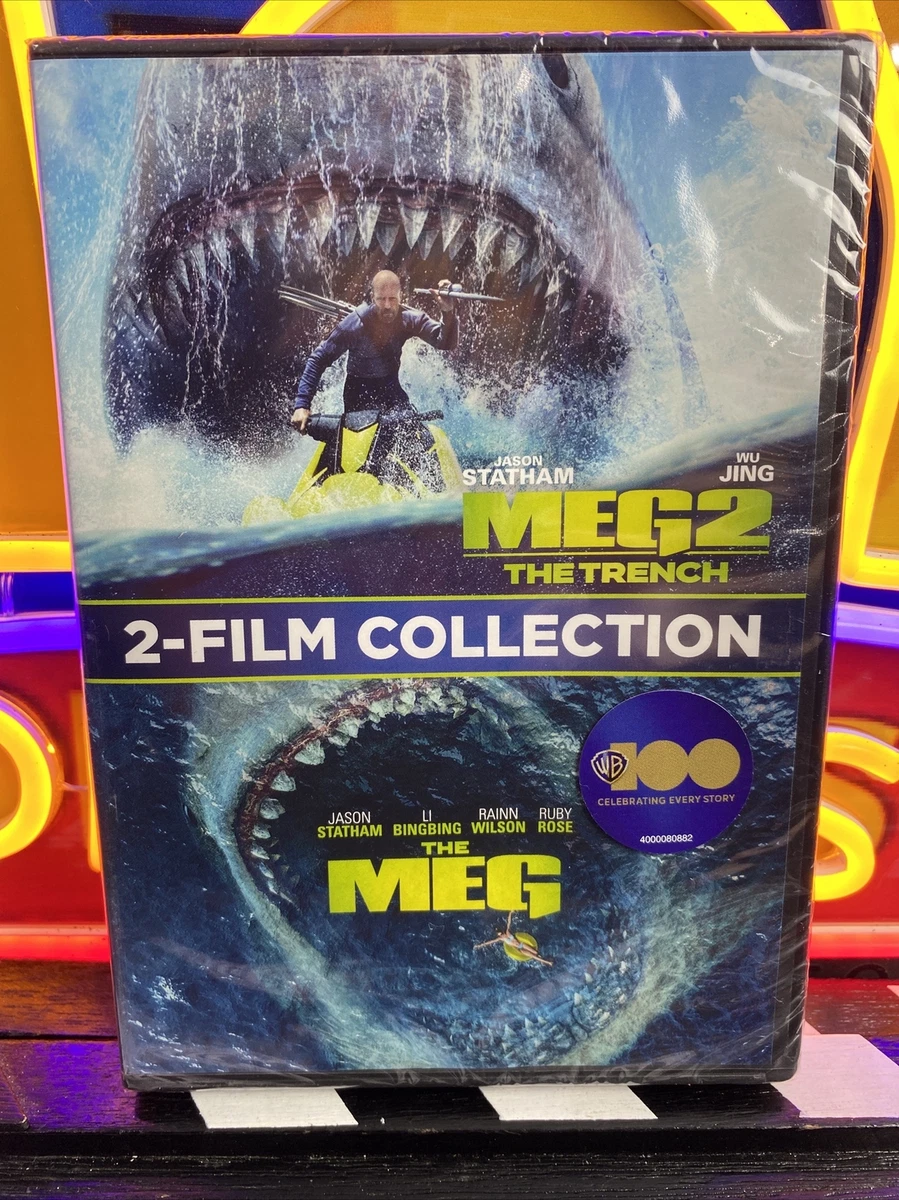 JASON
STATHAM
WU
JING
MEG2
THE TRENCH
2-FILM COLLECTION
WB 100
CELEBRATING EVERY STORY
4000080882
JASON LI RAINN RUBY
STATHAM BINGBING WILSON ROSE
THE
MEG